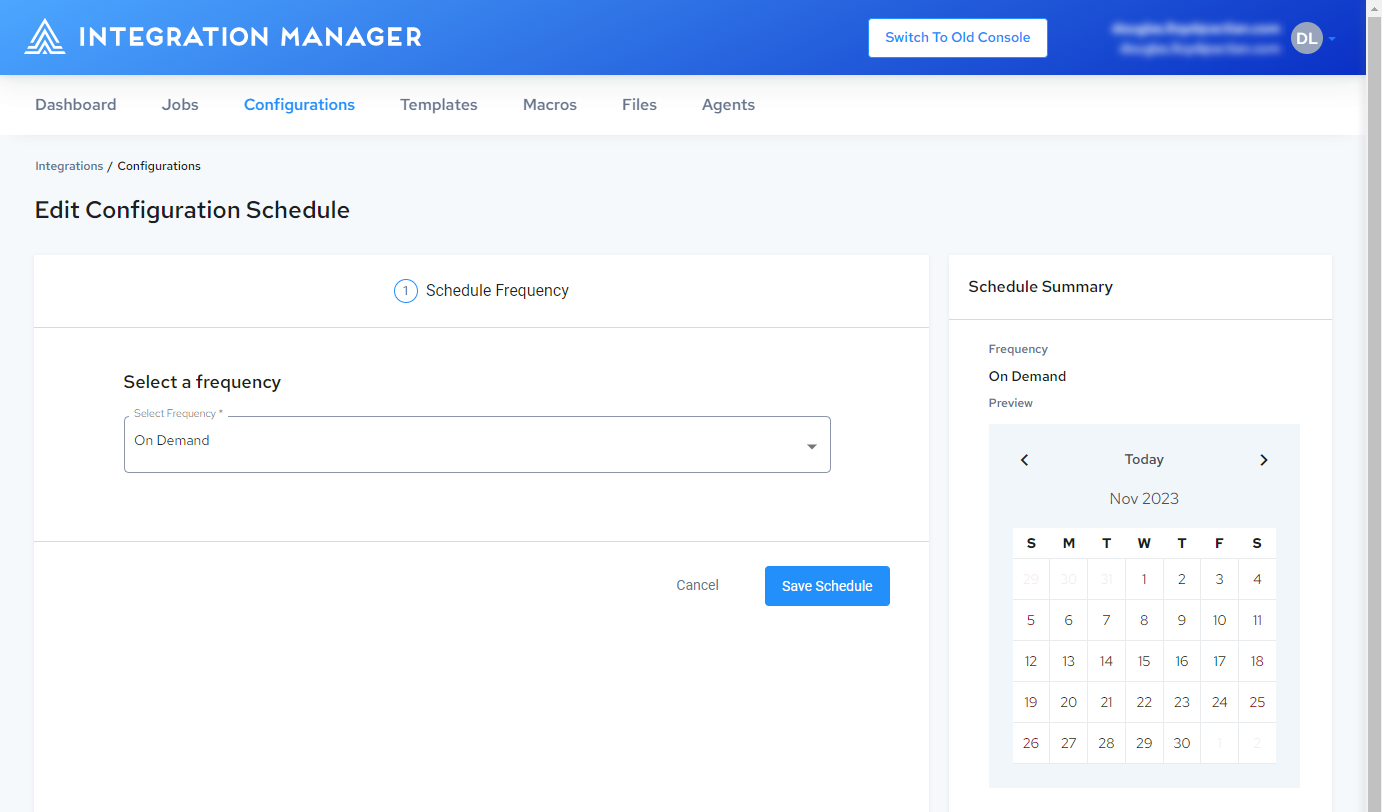 INTEGRATION MANAGER
Switch To Old Console
DL
Dashboard Jobs Configurations Templates Macros Files Agents
Integrations / Configurations
Edit Configuration Schedule
1 Schedule Frequency
Select a frequency
Select Frequency *
On Demand
Cancel Save Schedule
Schedule Summary
Frequency
On Demand
Preview
Today
Nov 2023
S M T W T F S
29 30 31 1 2 3 4
5 6 7 8 9 10 11
12 13 14 15 16 17 18
19 20 21 22 23 24 25
26 27 28 29 30 1 2